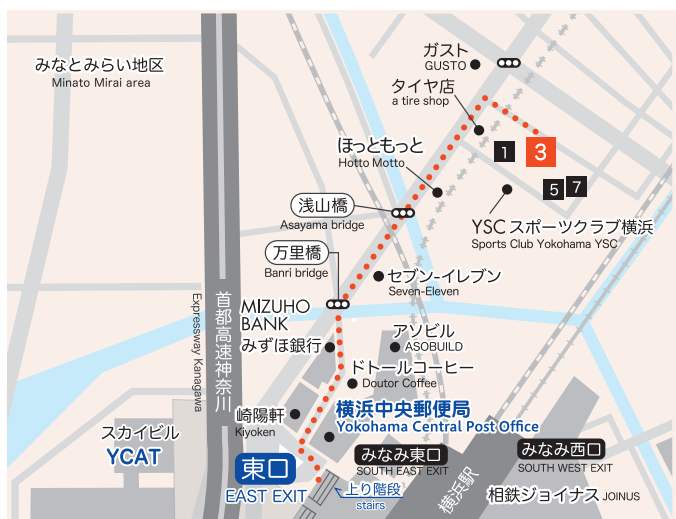 みなとみらい地区
Minato Mirai area
ガスト
GUSTO
タイヤ店
a tire shop
1
3
ほっともっと
Hotto Motto
5
7
浅山橋
Asayama bridge
YSCスポーツクラブ横浜
Sports Club Yokohama YSC
万里橋
Banri bridge
セブン-イレブン
Seven-Eleven
首都高速神奈川
Expressway Kanagawa
MIZUHO
BANK
みずほ銀行
アソビル
ASOBUILD
ドトールコーヒー
Doutor Coffee
崎陽軒
Kiyoken
横浜中央郵便局
Yokohama Central Post Office
スカイビル
YCAT
東口
EAST EXIT
みなみ東口
SOUTH EAST EXIT
みなみ西口
SOUTH WEST EXIT
上り階段
stairs
横浜駅
相鉄ジョイナス JOINUS